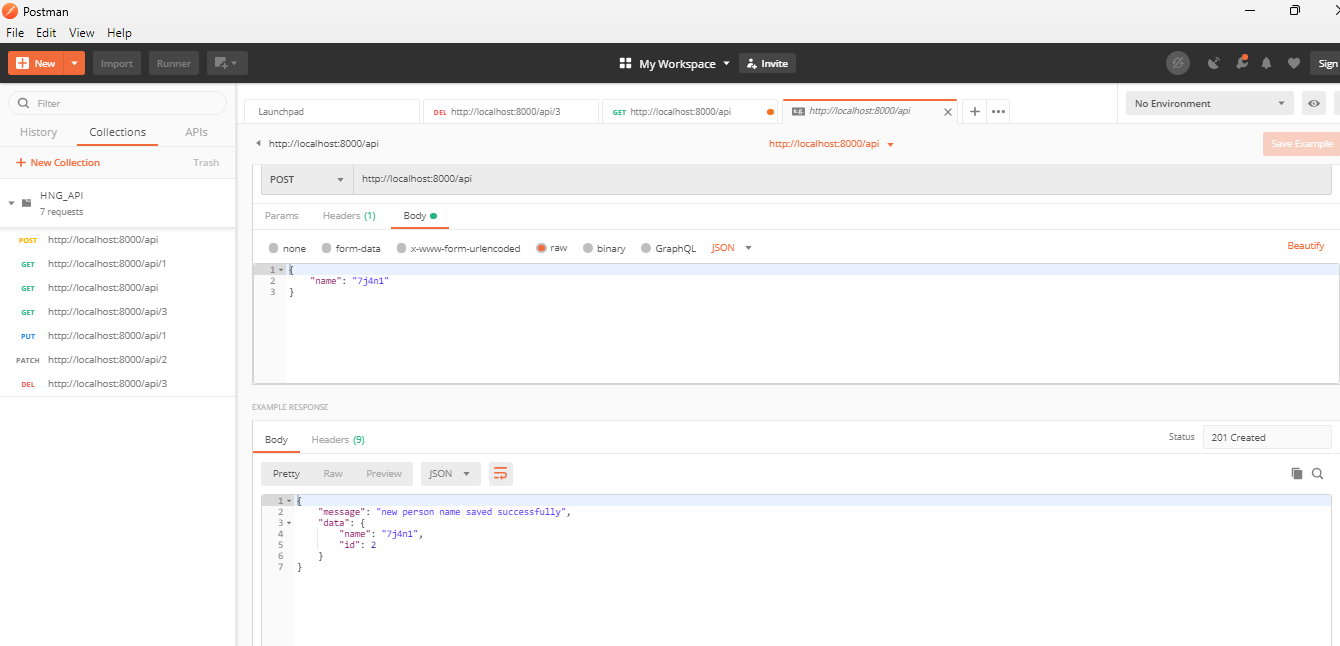 Postman
File Edit View Help
New Import Runner My Workspace Invite Sign
Filter
History Collections APIs
New Collection Trash
HNG_API
7 requests
POST http://localhost:8000/api
GET http://localhost:8000/api/1
GET http://localhost:8000/api
GET http://localhost:8000/api/3
PUT http://localhost:8000/api/1
PATCH http://localhost:8000/api/2
DEL http://localhost:8000/api/3
Launchpad DEL http://localhost:8000/api/3 GET http://localhost:8000/api http://localhost:8000/api No Environment
http://localhost:8000/api http://localhost:8000/api Save Example
POST http://localhost:8000/api
Params Headers (1) Body
none form-data x-www-form-urlencoded raw binary GraphQL JSON Beautify
1 {
2 "name": "7j4n1"
3 }
EXAMPLE RESPONSE
Body Headers (9) Status 201 Created
Pretty Raw Preview JSON
1 {
2 "message": "new person name saved successfully",
3 "data": {
4 "name": "7j4n1",
5 "id": 2
6 }
7 }